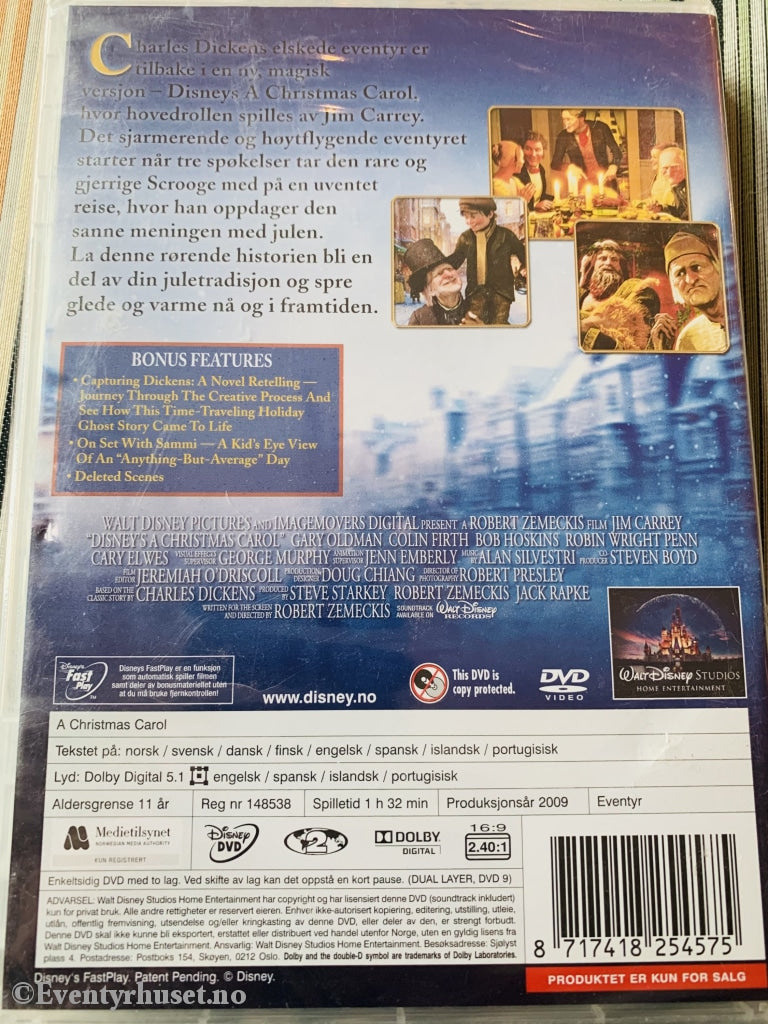 Charles Dickens elskede eventyr er
tilbake i en ny, magisk
versjon – Disneys A Christmas Carol,
hvor hovedrollen spilles av Jim Carrey.
Det sjarmerende og høytflygende eventyret
starter når tre spøkelser tar den rare og
gjerrige Scrooge med på en uventet
reise, hvor han oppdager den
sanne meningen med julen.
La denne rørende historien bli en
del av din juletradisjon og spre
glede og varme nå og i framtiden.
BONUS FEATURES
• Capturing Dickens: A Novel Retelling —
Journey Through The Creative Process And
See How This Time-Traveling Holiday
Ghost Story Came To Life
• On Set With Sammi — A Kid's Eye View
Of An "Anything-But-Average" Day
• Deleted Scenes
WALT DISNEY PICTURES AND IMAGEMOVERS DIGITAL PRESENT A ROBERT ZEMECKIS FILM JIM CARREY
"DISNEY'S A CHRISTMAS CAROL" GARY OLDMAN COLIN FIRTH BOB HOSKINS ROBIN WRIGHT PENN
CARY ELWES VISUAL EFFECTS SUPERVISOR GEORGE MURPHY ANIMATION SUPERVISOR JENN EMBERLY MUSIC BY ALAN SILVESTRI CO-PRODUCER STEVEN BOYD
FILM EDITOR JEREMIAH O'DRISCOLL PRODUCTION DESIGNER DOUG CHIANG DIRECTOR OF PHOTOGRAPHY ROBERT PRESLEY
BASED ON THE CLASSIC STORY BY CHARLES DICKENS PRODUCED BY STEVE STARKEY ROBERT ZEMECKIS JACK RAPKE
WRITTEN FOR THE SCREEN AND DIRECTED BY ROBERT ZEMECKIS SOUNDTRACK AVAILABLE ON WALT DISNEY RECORDS
Disney's Fast Play
Disneys FastPlay er en funksjon
som automatisk spiller filmen
samt deler av bonusmaterialet uten
at du må bruke fjernkontrollen!
www.disney.no
This DVD is
copy protected.
DVD
VIDEO
WALT DISNEY STUDIOS
HOME ENTERTAINMENT
A Christmas Carol
Tekstet på: norsk / svensk / dansk / finsk / engelsk / spansk / islandsk / portugisisk
Lyd: Dolby Digital 5.1 engelsk / spansk / islandsk / portugisisk
Aldersgrense 11 år
Reg nr 148538
Spilletid 1 h 32 min
Produksjonsår 2009
Eventyr
Medietilsynet
NORWEGIAN MEDIA AUTHORITY
KUN REGISTRERT
Disney
DVD
2
DOLBY
DIGITAL
16:9
2.40:1
Enkeltsidig DVD med to lag. Ved skifte av lag kan det oppstå en kort pause. (DUAL LAYER, DVD 9)
ADVARSEL: Walt Disney Studios Home Entertainment har copyright og har lisensiert denne DVD (soundtrack inkludert)
kun for privat bruk. Alle andre rettigheter er reservert eieren. Enhver ikke-autorisert kopiering, editering, utstilling, utleie,
utlån, offentlig fremvisning, utsendelse og/eller kringkasting av denne DVD, eller deler av den, er strengt forbudt.
Denne DVD skal ikke kunne bli eksportert, erstattet eller distribuert ved handel utenfor Norge, uten en gyldig lisens fra
Walt Disney Studios Home Entertainment. Ansvarlig: Walt Disney Studios Home Entertainment. Besøksadresse: Sjølyst
plass 4. Postadresse: Postboks 154, Skøyen, 0212 Oslo. Dolby and the double-D symbol are trademarks of Dolby Laboratories.
8 717418 254575
Disney's FastPlay. Patent Pending. © Disney.
PRODUKTET ER KUN FOR SALG
©Eventyrhuset.no